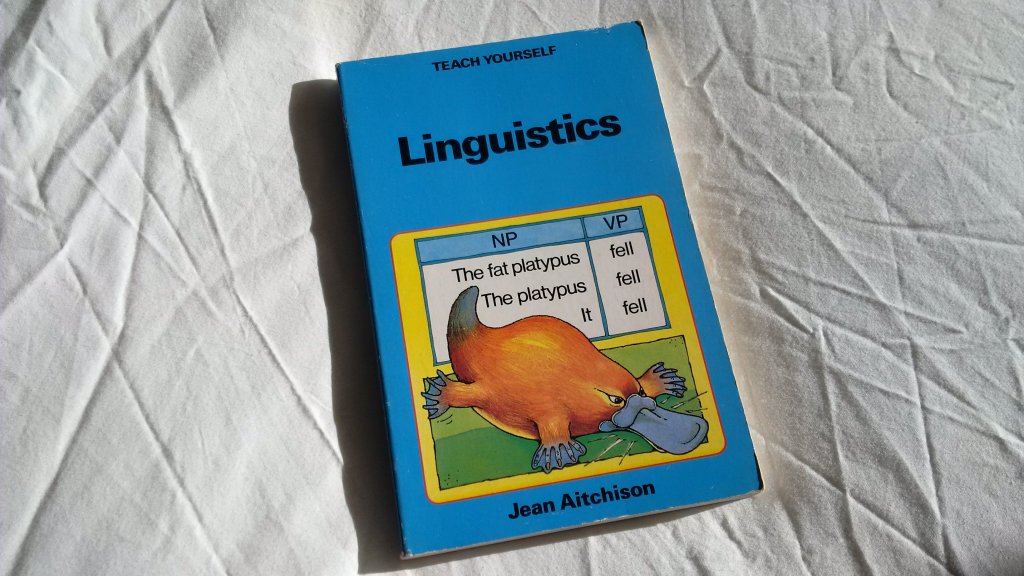 TEACH YOURSELF
Linguistics
NP VP
The fat platypus fell
The platypus fell
It fell
Jean Aitchison